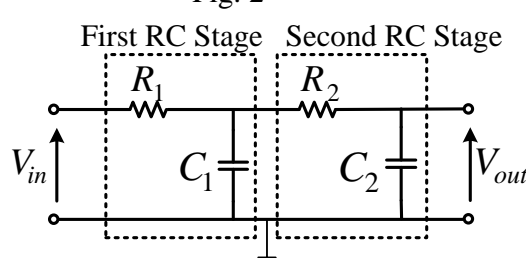 Fig. 2
First RC Stage Second RC Stage
R1 R2
Vin C1 C2 Vout